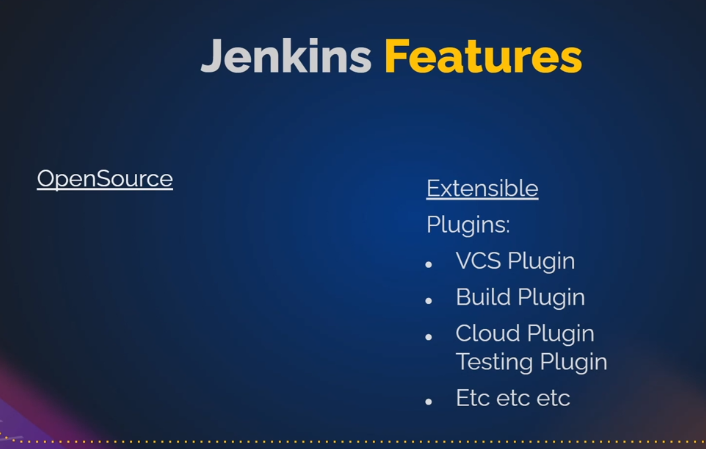 Jenkins Features
OpenSource
Extensible
Plugins:
• VCS Plugin
• Build Plugin
• Cloud Plugin
Testing Plugin
• Etc etc etc